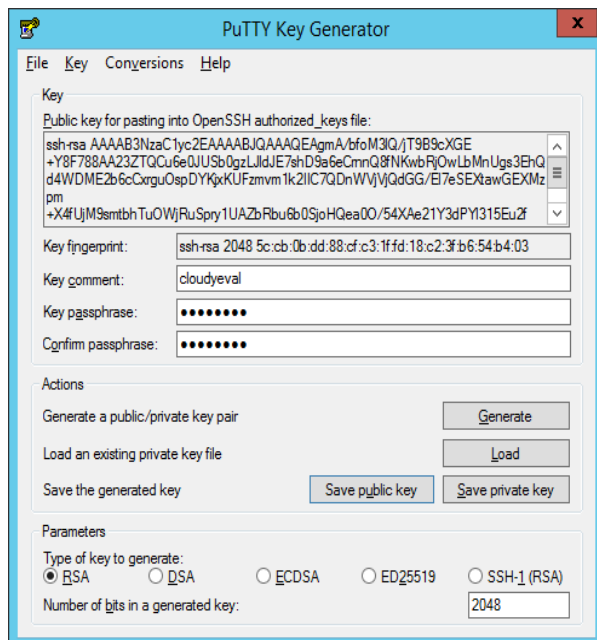 PuTTY Key Generator
x
File Key Conversions Help
Key
Public key for pasting into OpenSSH authorized_keys file:
ssh-rsa AAAAB3NzaC1yc2EAAAABJQAAAQEAgmA/bfoM3lQ/jT9B9cXGE
+Y8F788AA23ZTQCu6e0JUSb0gzLJldJE7shD9a6eCmnQ8fNKwbRjOwLbMnUgs3EhQ
d4WDME2b6cCxrguOspDYKjxKUFzmvm1k2lIC7QDnWVjVjQdGG/El7eSEXtawGEXMz
pm
+X4fUjM9smtbhTuOWjRuSpry1UAZbRbu6b0SjoHQea0O/54XAe21Y3dPYI315Eu2f
Key fingerprint: ssh-rsa 2048 5c:cb:0b:dd:88:cf:c3:1f:fd:18:c2:3f:b6:54:b4:03
Key comment: cloudyeval
Key passphrase: ●●●●●●●●
Confirm passphrase: ●●●●●●●●
Actions
Generate a public/private key pair Generate
Load an existing private key file Load
Save the generated key Save public key Save private key
Parameters
Type of key to generate:
RSA DSA ECDSA ED25519 SSH-1 (RSA)
Number of bits in a generated key: 2048